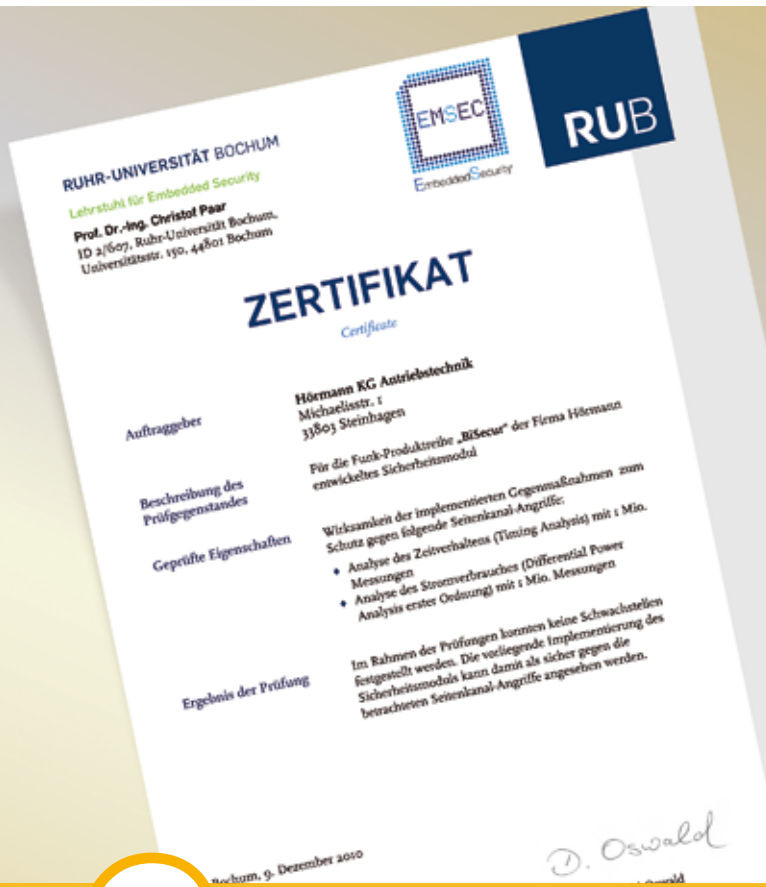 RUHR-UNIVERSITÄT BOCHUM
Lehrstuhl für Embedded Security
Prof. Dr.-Ing. Christof Paar
ID 2/607, Ruhr-Universität Bochum,
Universitätsstr. 150, 44801 Bochum
EMSEC
EmbeddedSecurity
RUB
ZERTIFIKAT
Certificate
Auftraggeber
Hörmann KG Antriebstechnik
Michaelisstr. 1
33803 Steinhagen
Beschreibung des
Prüfgegenstandes
Für die Funk-Produktreihe „BiSecur“ der Firma Hörmann
entwickeltes Sicherheitsmodul
Geprüfte Eigenschaften
Wirksamkeit der implementierten Gegenmaßnahmen zum
Schutz gegen folgende Seitenkanal-Angriffe:
♦ Analyse des Zeitverhaltens (Timing Analysis) mit 1 Mio.
Messungen
♦ Analyse des Stromverbrauches (Differential Power
Analysis erster Ordnung) mit 1 Mio. Messungen
Ergebnis der Prüfung
Im Rahmen der Prüfungen konnten keine Schwachstellen
festgestellt werden. Die vorliegende Implementierung des
Sicherheitsmoduls kann damit als sicher gegen die
betrachteten Seitenkanal-Angriffe angesehen werden.
Bochum, 9. Dezember 2010
D. Oswald
Oswald